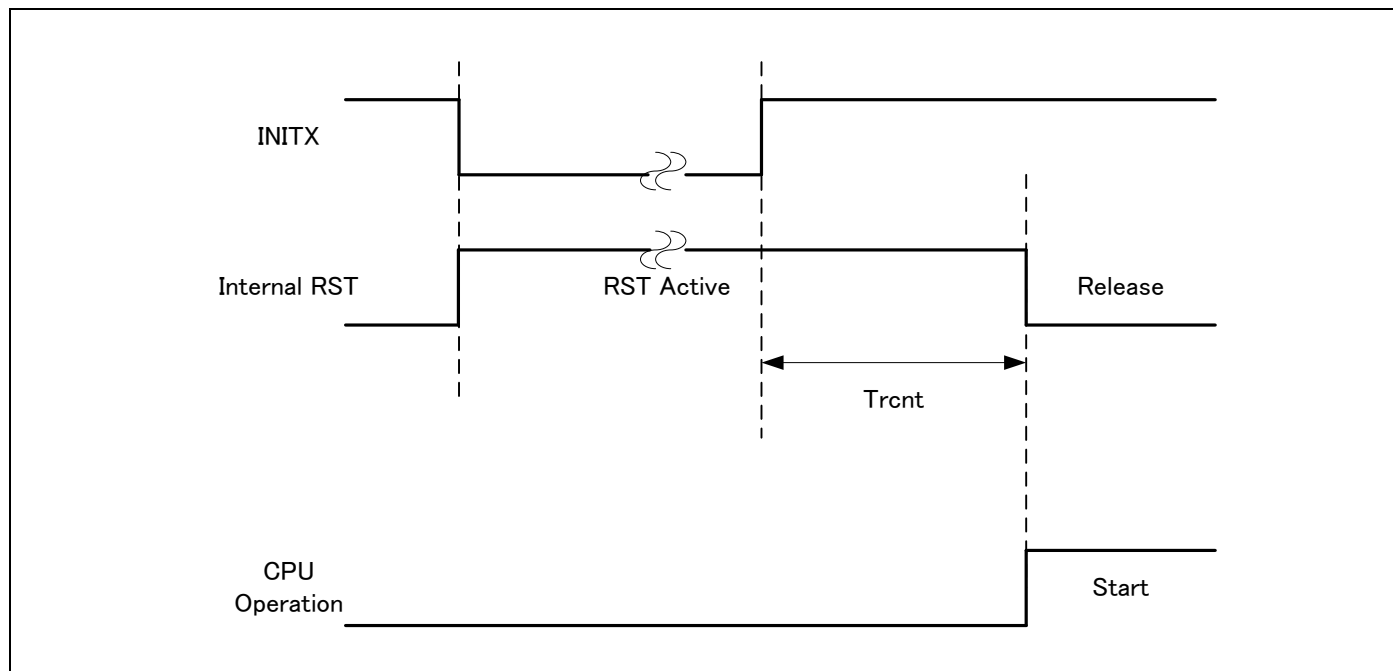 INITX
Internal RST
RST Active
Release
Trcnt
CPU
Operation
Start